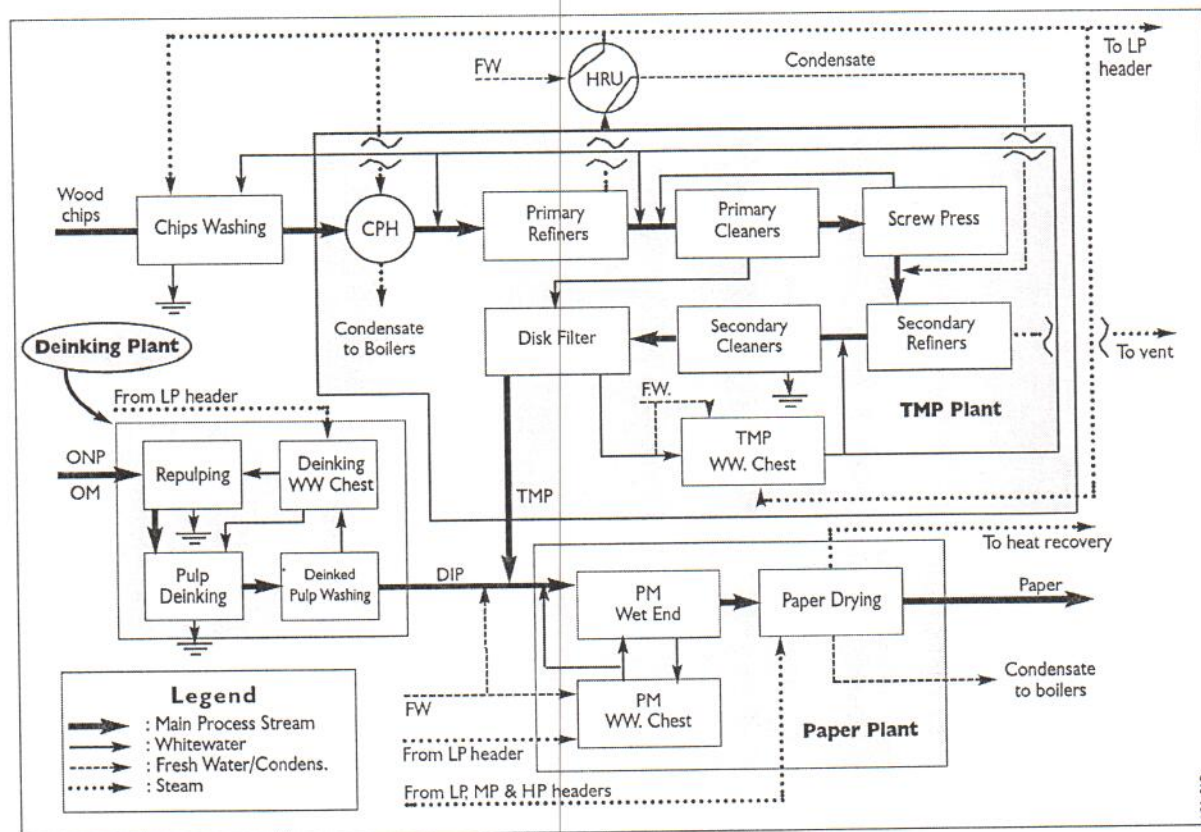 To LP
header
FW
HRU
Condensate
Wood
chips
Chips Washing
CPH
Primary
Refiners
Primary
Cleaners
Screw Press
Condensate
to Boilers
Disk Filter
Secondary
Cleaners
Secondary
Refiners
To vent
Deinking Plant
From LP header
F.W.
TMP Plant
TMP
WW. Chest
ONP
OM
Repulping
Deinking
WW Chest
TMP
To heat recovery
Pulp
Deinking
Deinked
Pulp Washing
DIP
PM
Wet End
Paper Drying
Paper
Condensate
to boilers
FW
PM
WW. Chest
Paper Plant
From LP header
From LP, MP & HP headers
Legend
: Main Process Stream
: Whitewater
: Fresh Water/Condens.
: Steam